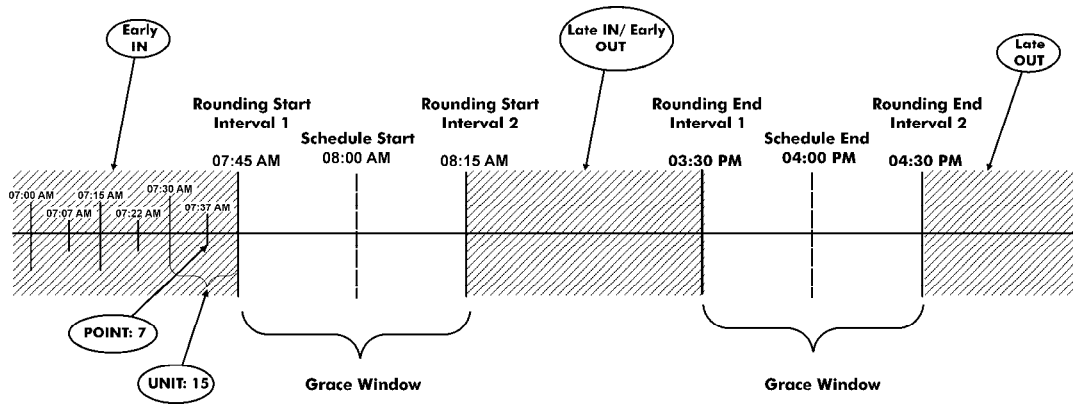 Early
IN
Late IN/ Early
OUT
Late
OUT
Rounding Start
Interval 1
Rounding Start
Interval 2
Rounding End
Interval 1
Rounding End
Interval 2
Schedule Start
Schedule End
07:45 AM
08:00 AM
08:15 AM
03:30 PM
04:00 PM
04:30 PM
07:00 AM
07:15 AM
07:30 AM
07:07 AM
07:22 AM
07:37 AM
POINT: 7
UNIT: 15
Grace Window
Grace Window